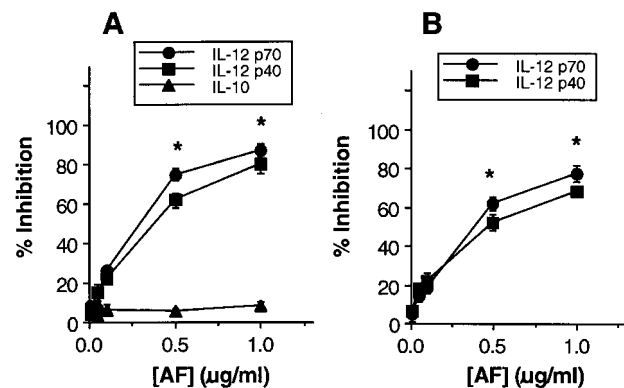 A
IL-12 p70
IL-12 p40
IL-10
% Inhibition
100
80
60
40
20
0
*
*
0.0
0.5
1.0
[AF] (µg/ml)
B
IL-12 p70
IL-12 p40
% Inhibition
100
80
60
40
20
0
*
*
0.0
0.5
1.0
[AF] (µg/ml)